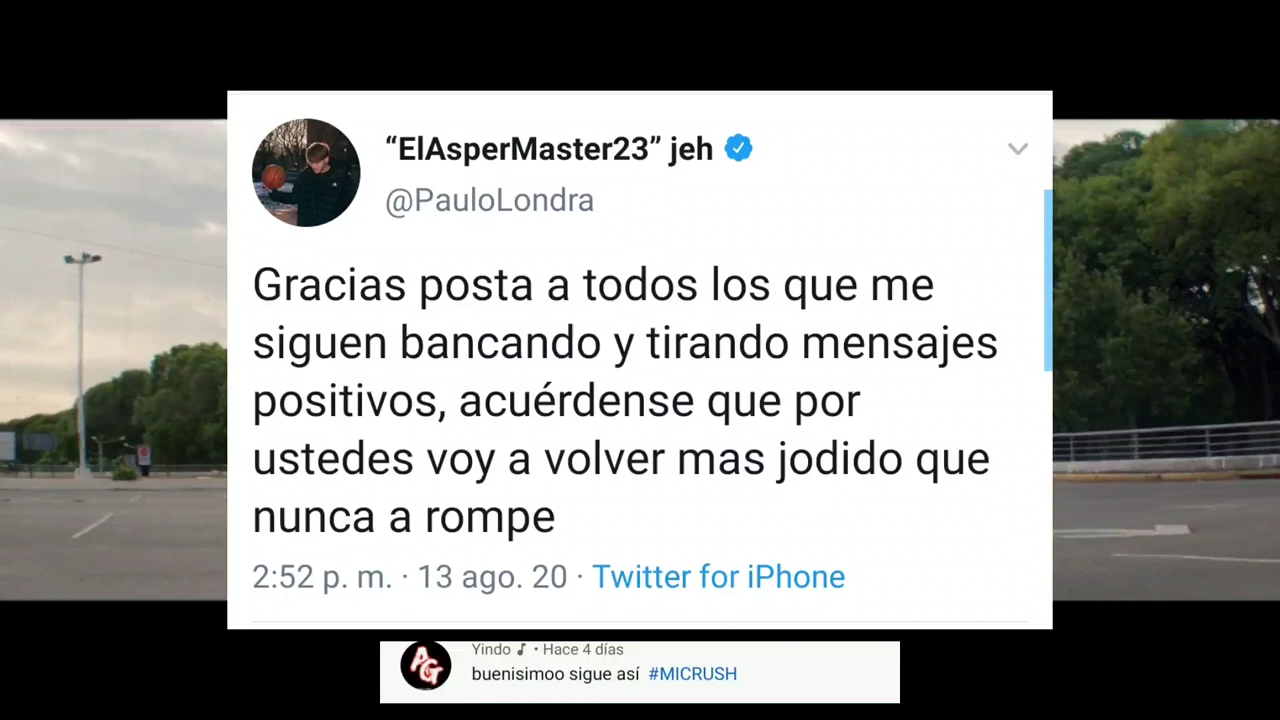 “ElAsperMaster23” jeh
@PauloLondra
Gracias posta a todos los que me
siguen bancando y tirando mensajes
positivos, acuérdense que por
ustedes voy a volver mas jodido que
nunca a rompe
2:52 p. m. · 13 ago. 20 · Twitter for iPhone
AG
Yindo ♪ • Hace 4 días
buenisimoo sigue así #MICRUSH